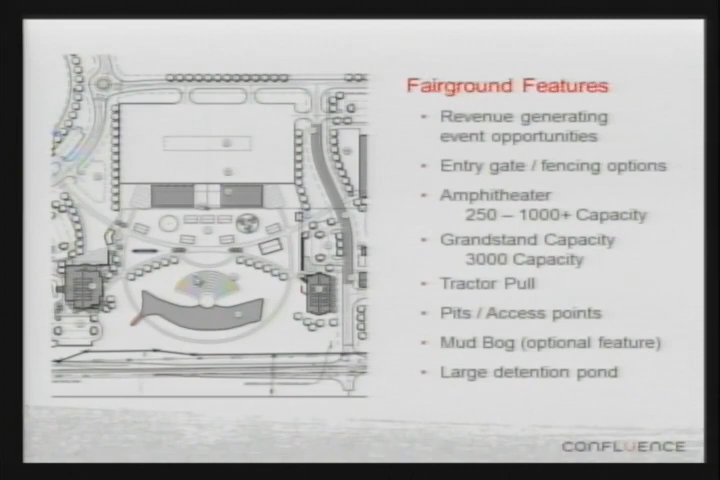 Fairground Features
- Revenue generating
event opportunities
- Entry gate / fencing options
- Amphitheater
250 – 1000+ Capacity
- Grandstand Capacity
3000 Capacity
- Tractor Pull
- Pits / Access points
- Mud Bog (optional feature)
- Large detention pond
CONFLUENCE